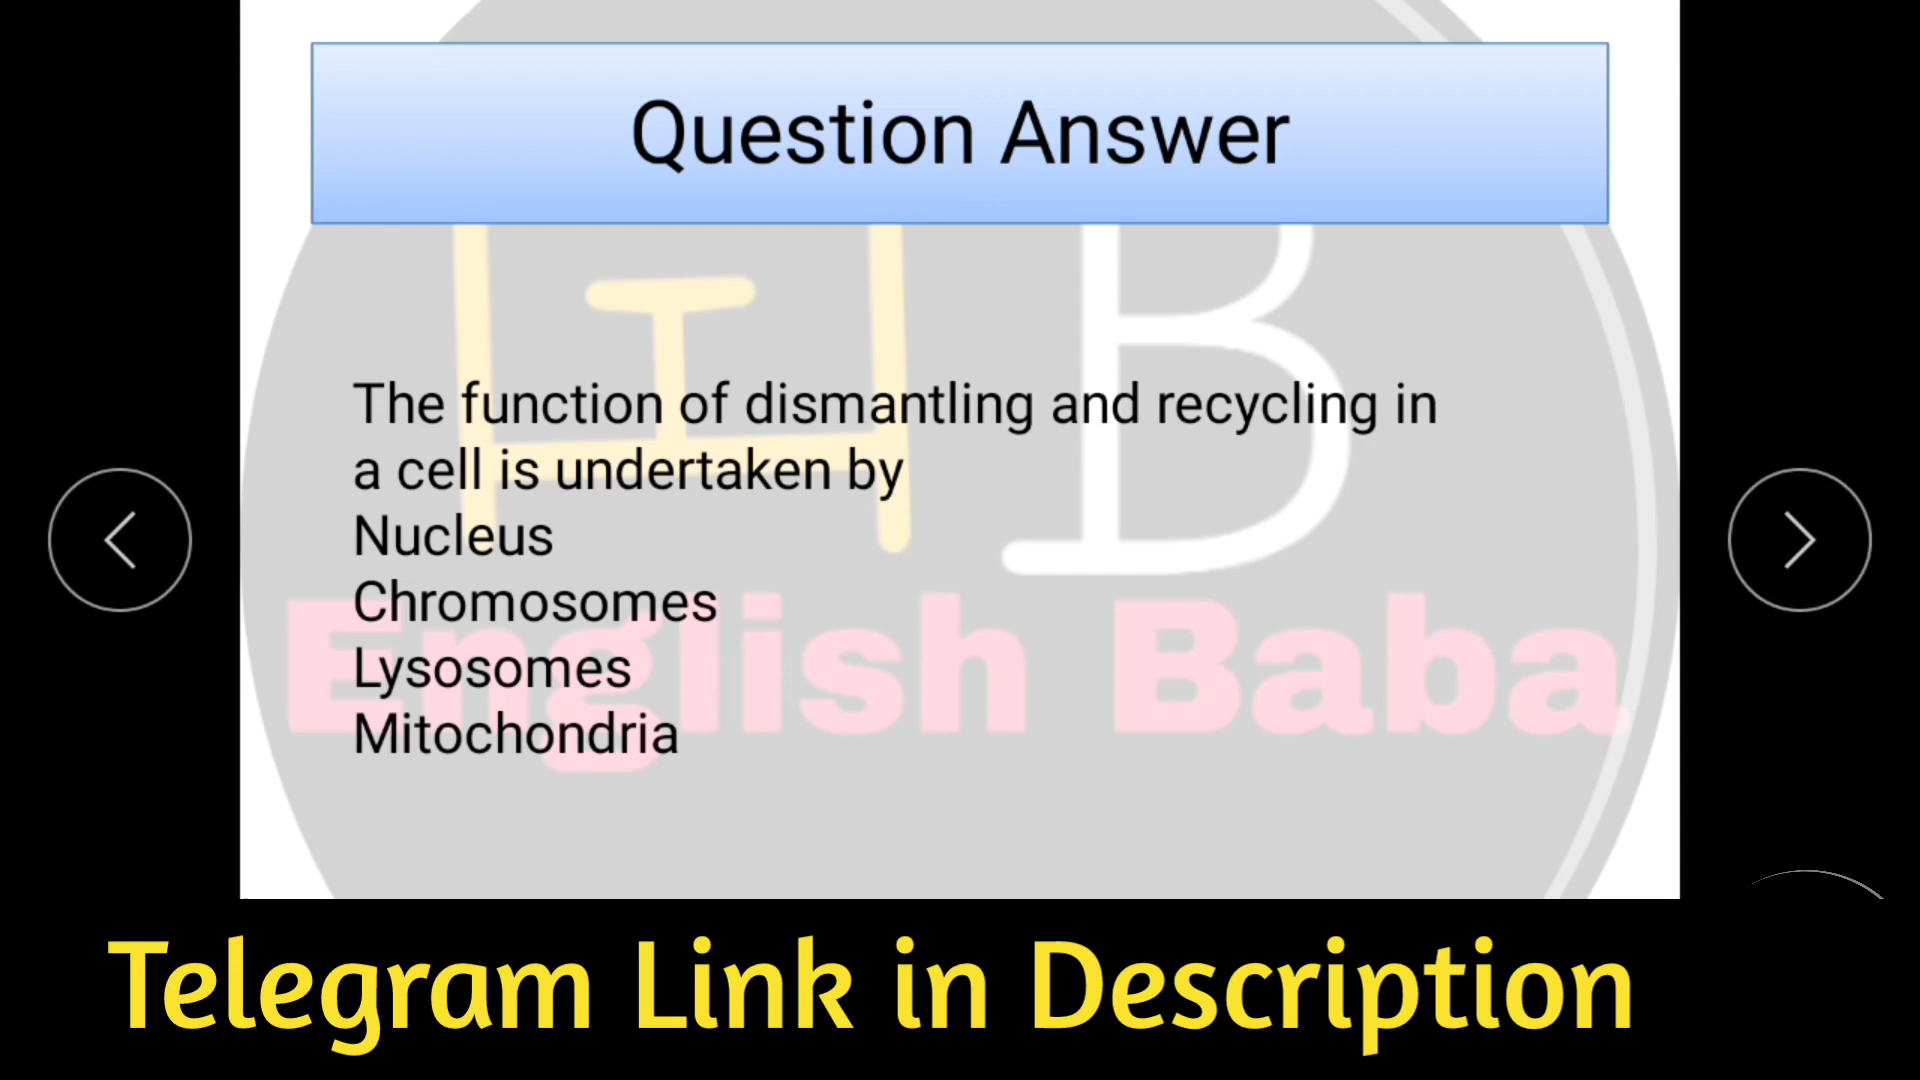 Question Answer
The function of dismantling and recycling in
a cell is undertaken by
Nucleus
Chromosomes
Lysosomes
Mitochondria
EB
English Baba
Telegram Link in Description